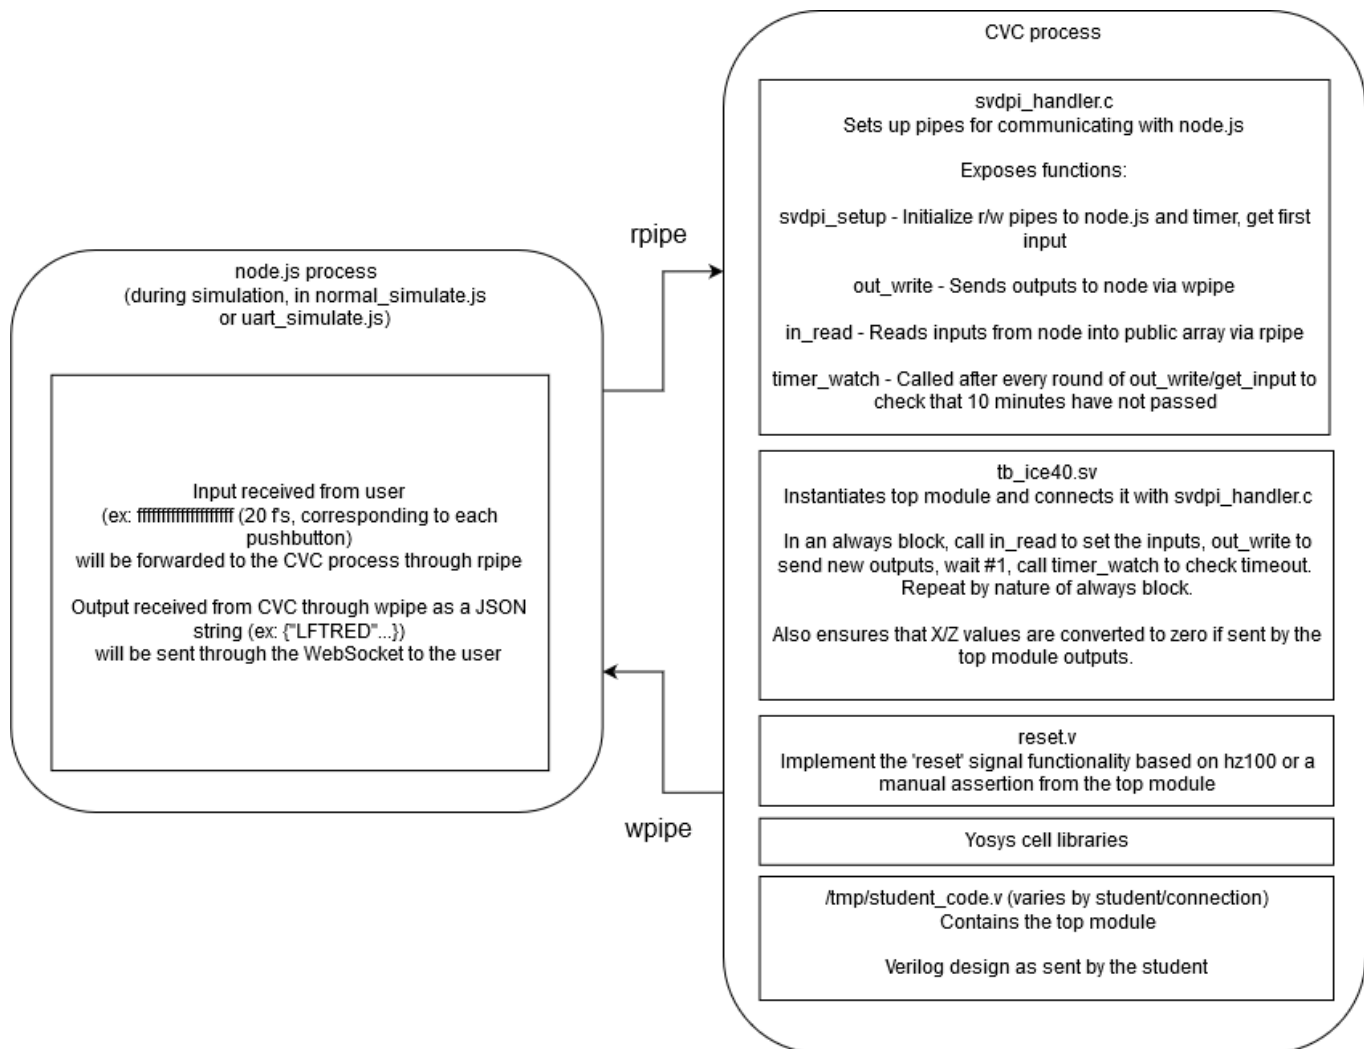 node.js process
(during simulation, in normal_simulate.js
or uart_simulate.js)
Input received from user
(ex: ffffffffffffffffffff (20 f's, corresponding to each
pushbutton)
will be forwarded to the CVC process through rpipe
Output received from CVC through wpipe as a JSON
string (ex: {"LFTRED"...})
will be sent through the WebSocket to the user
rpipe
wpipe
CVC process
svdpi_handler.c
Sets up pipes for communicating with node.js
Exposes functions:
svdpi_setup - Initialize r/w pipes to node.js and timer, get first
input
out_write - Sends outputs to node via wpipe
in_read - Reads inputs from node into public array via rpipe
timer_watch - Called after every round of out_write/get_input to
check that 10 minutes have not passed
tb_ice40.sv
Instantiates top module and connects it with svdpi_handler.c
In an always block, call in_read to set the inputs, out_write to
send new outputs, wait #1, call timer_watch to check timeout.
Repeat by nature of always block.
Also ensures that X/Z values are converted to zero if sent by the
top module outputs.
reset.v
Implement the 'reset' signal functionality based on hz100 or a
manual assertion from the top module
Yosys cell libraries
/tmp/student_code.v (varies by student/connection)
Contains the top module
Verilog design as sent by the student